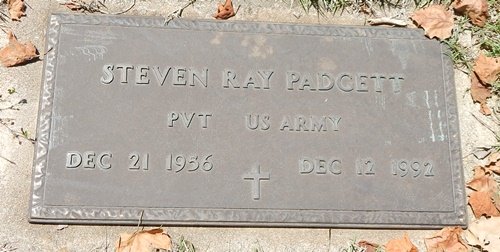 STEVEN RAY PADGETT
PVT US ARMY
DEC 21 1956 DEC 12 1992